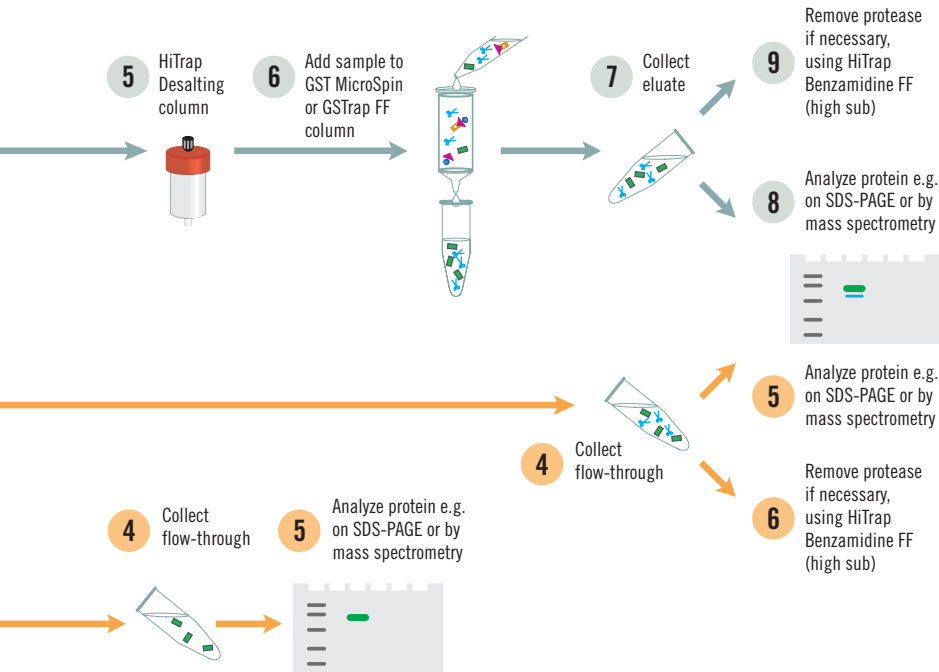 5
HiTrap
Desalting
column
6
Add sample to
GST MicroSpin
or GSTrap FF
column
7
Collect
eluate
9
Remove protease
if necessary,
using HiTrap
Benzamidine FF
(high sub)
8
Analyze protein e.g.
on SDS-PAGE or by
mass spectrometry
4
Collect
flow-through
5
Analyze protein e.g.
on SDS-PAGE or by
mass spectrometry
6
Remove protease
if necessary,
using HiTrap
Benzamidine FF
(high sub)
4
Collect
flow-through
5
Analyze protein e.g.
on SDS-PAGE or by
mass spectrometry